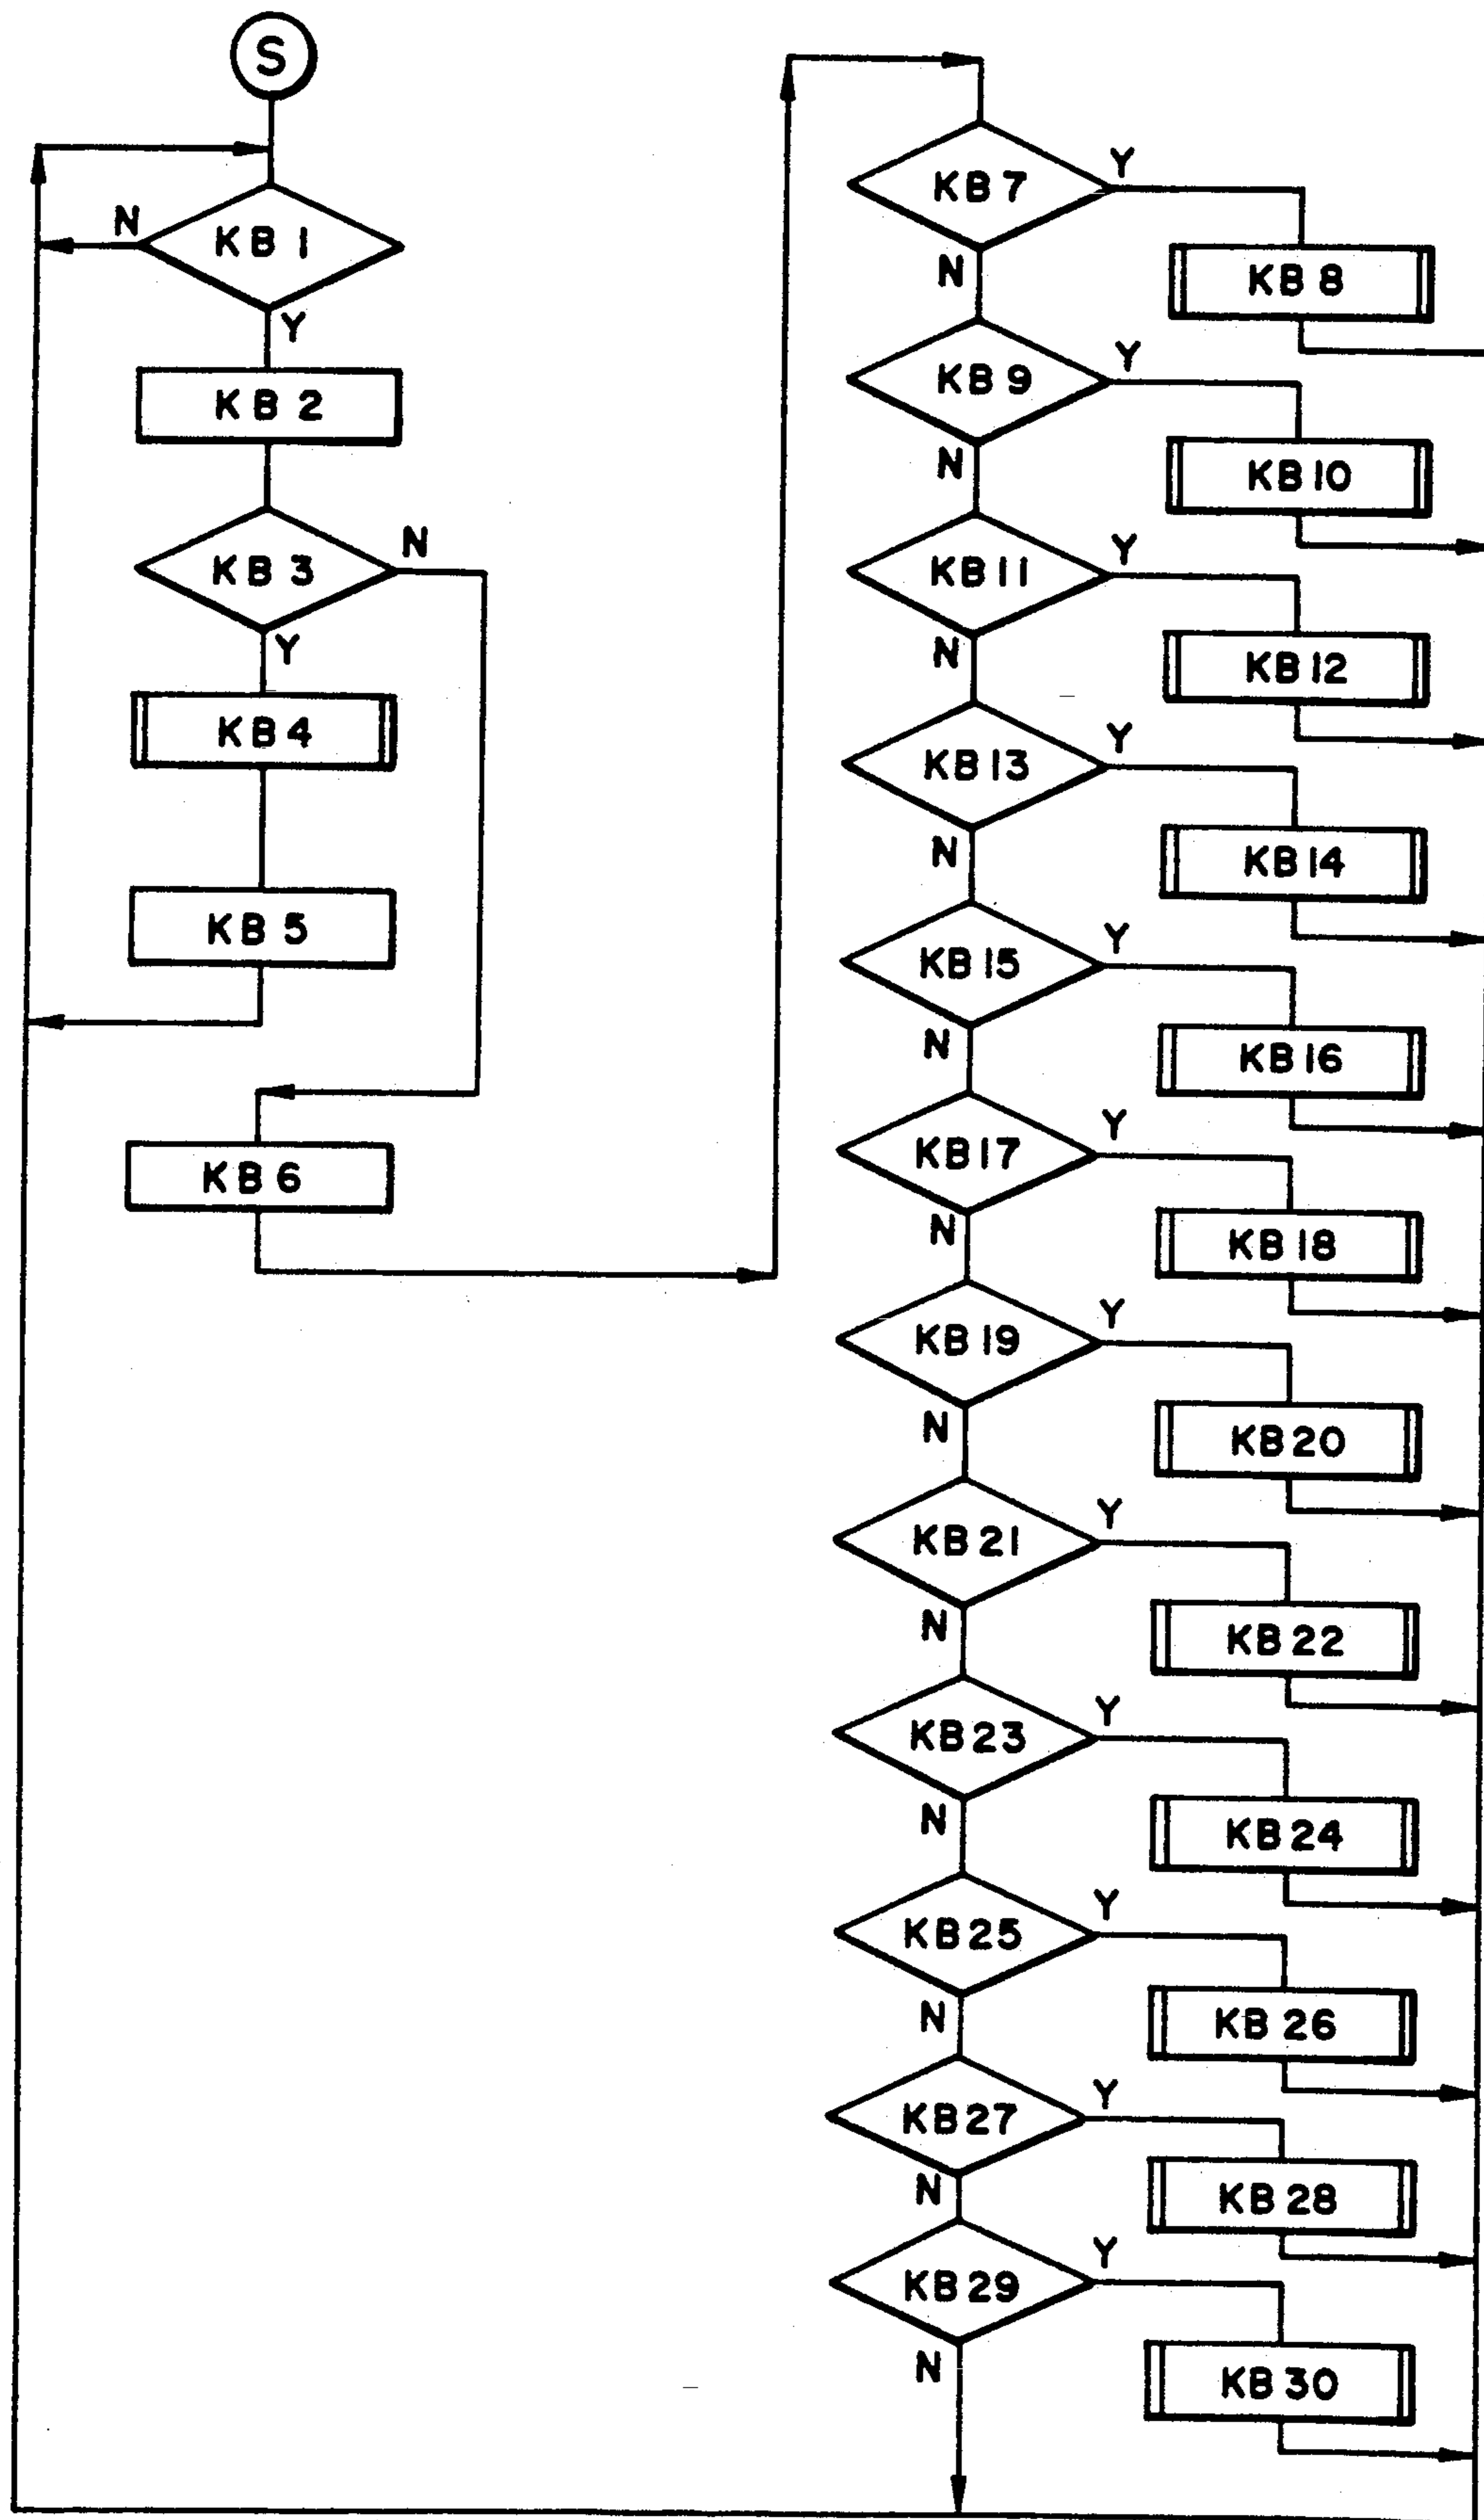 S
N
KB 1
Y
KB 2
KB 3
N
Y
KB 4
KB 5
KB 6
KB 7
Y
N
KB 8
KB 9
Y
N
KB 10
KB 11
Y
N
KB 12
KB 13
Y
N
KB 14
KB 15
Y
N
KB 16
KB 17
Y
N
KB 18
KB 19
Y
N
KB 20
KB 21
Y
N
KB 22
KB 23
Y
N
KB 24
KB 25
Y
N
KB 26
KB 27
Y
N
KB 28
KB 29
Y
N
KB 30